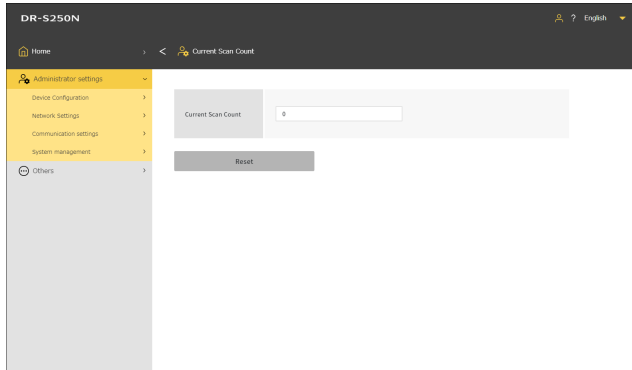 DR-S250N
? English
Home
< Current Scan Count
Administrator settings
Device Configuration
Network Settings
Communication settings
System management
Others
Current Scan Count
0
Reset